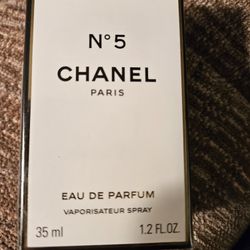 N°5
CHANEL
PARIS
EAU DE PARFUM
VAPORISATEUR SPRAY
35 ml 1.2 FL.OZ.